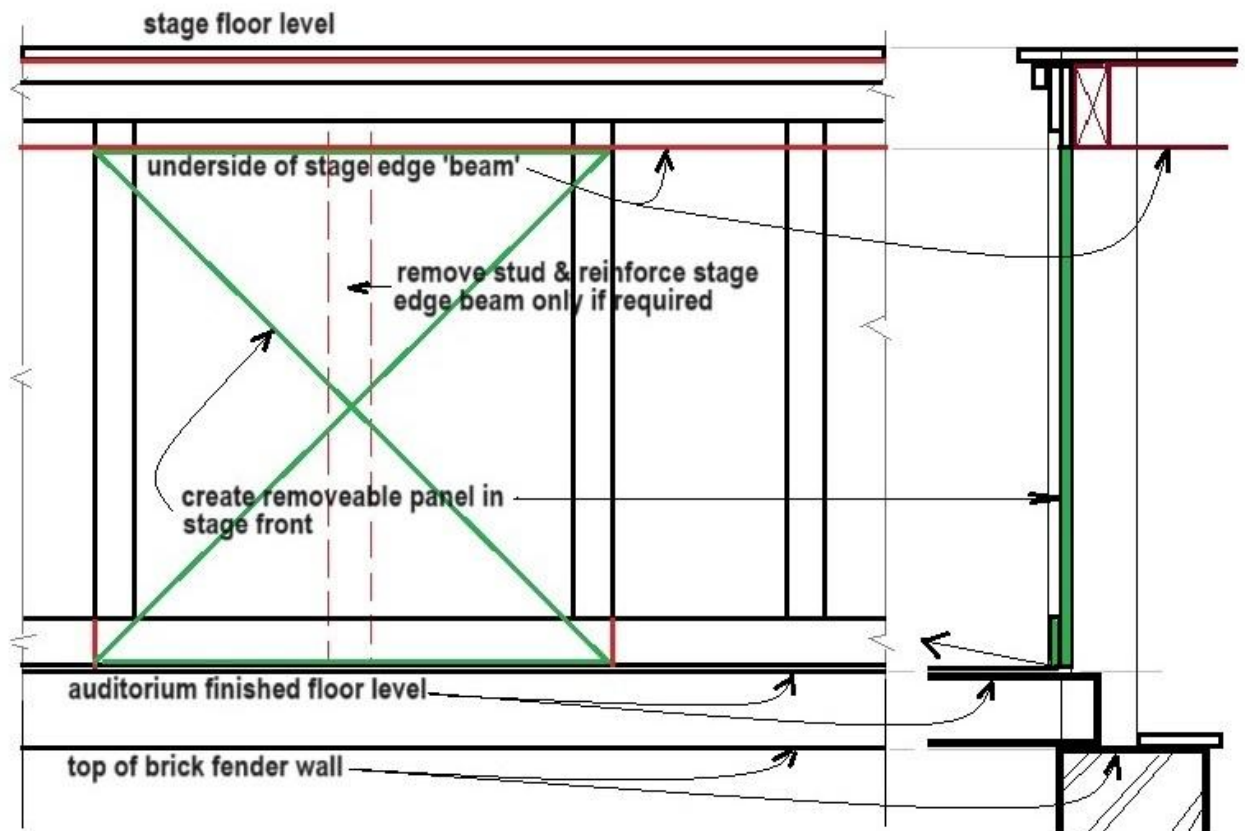 stage floor level
underside of stage edge 'beam'
remove stud & reinforce stage
edge beam only if required
create removeable panel in
stage front
auditorium finished floor level
top of brick fender wall